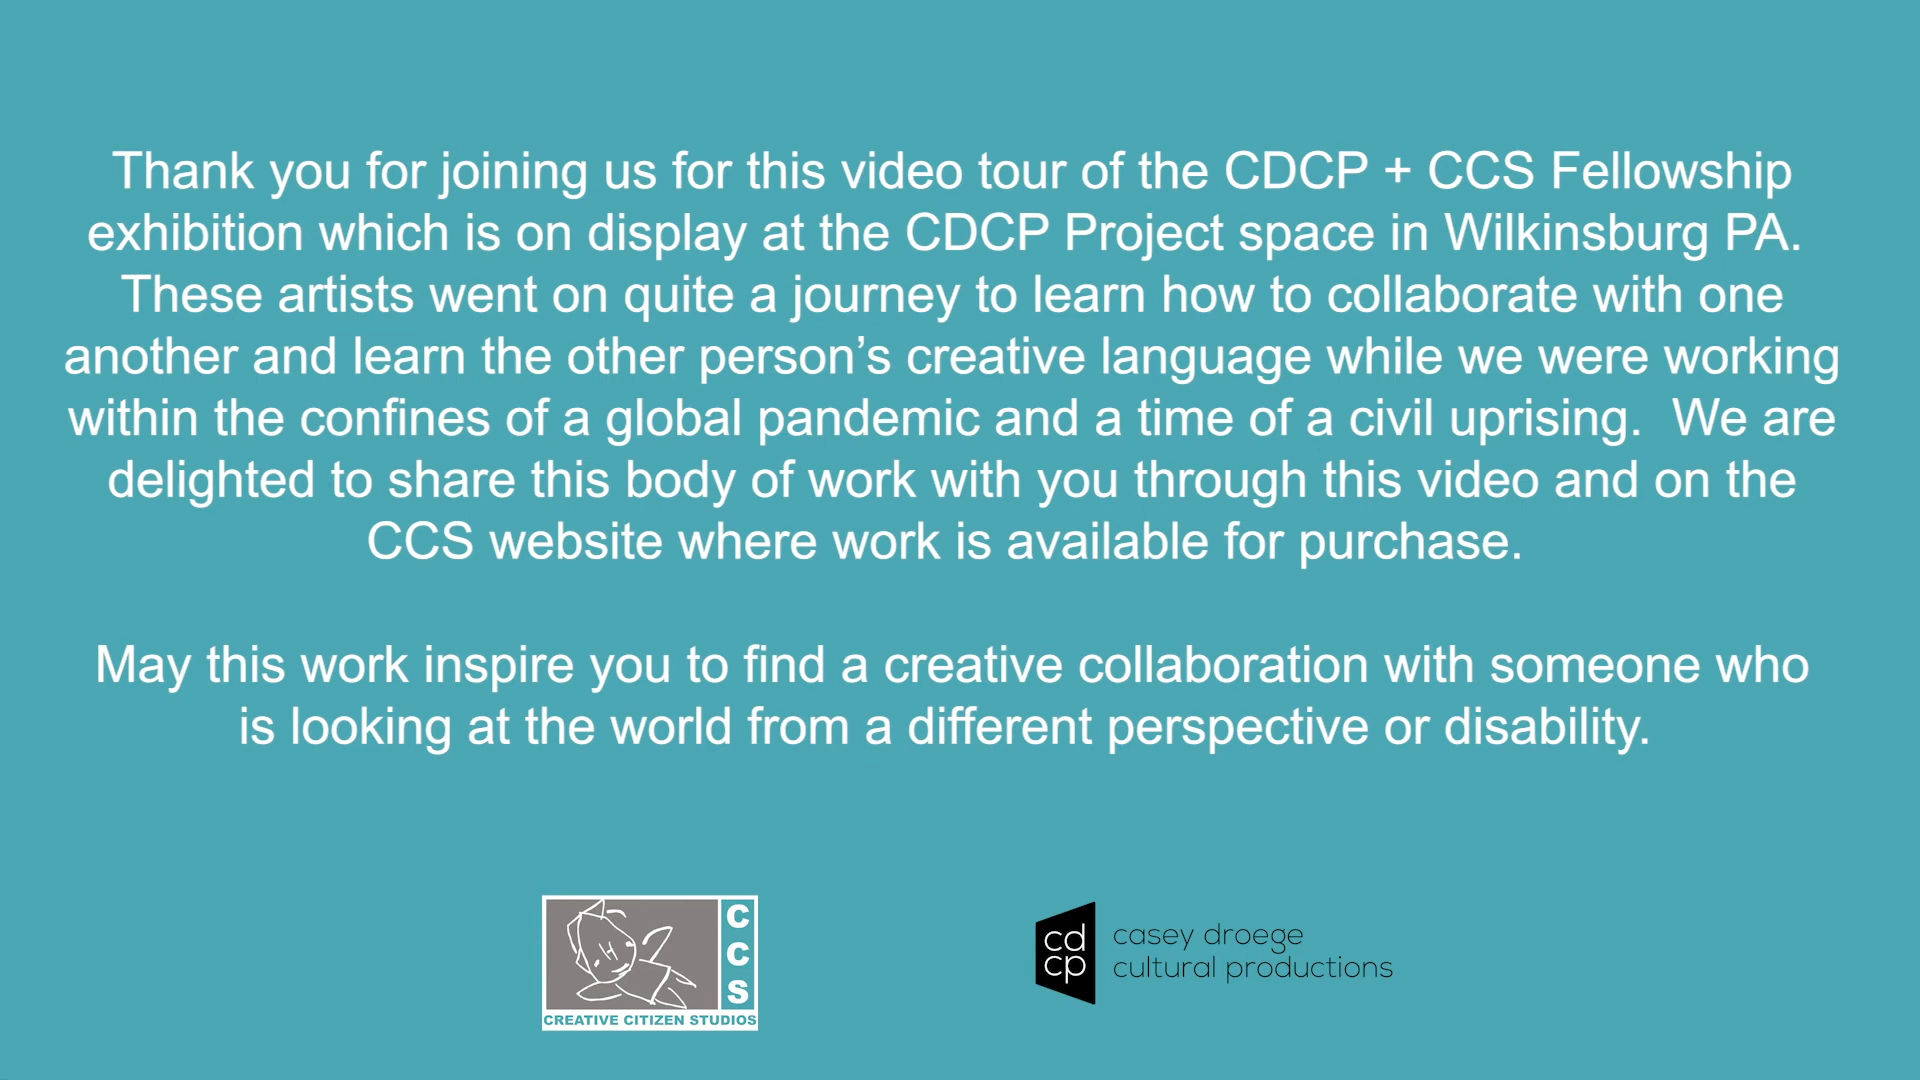 Thank you for joining us for this video tour of the CDCP + CCS Fellowship
exhibition which is on display at the CDCP Project space in Wilkinsburg PA.
These artists went on quite a journey to learn how to collaborate with one
another and learn the other person’s creative language while we were working
within the confines of a global pandemic and a time of a civil uprising.  We are
delighted to share this body of work with you through this video and on the
CCS website where work is available for purchase.
May this work inspire you to find a creative collaboration with someone who
is looking at the world from a different perspective or disability.
C
C
S
CREATIVE CITIZEN STUDIOS
cd
cp
casey droege
cultural productions